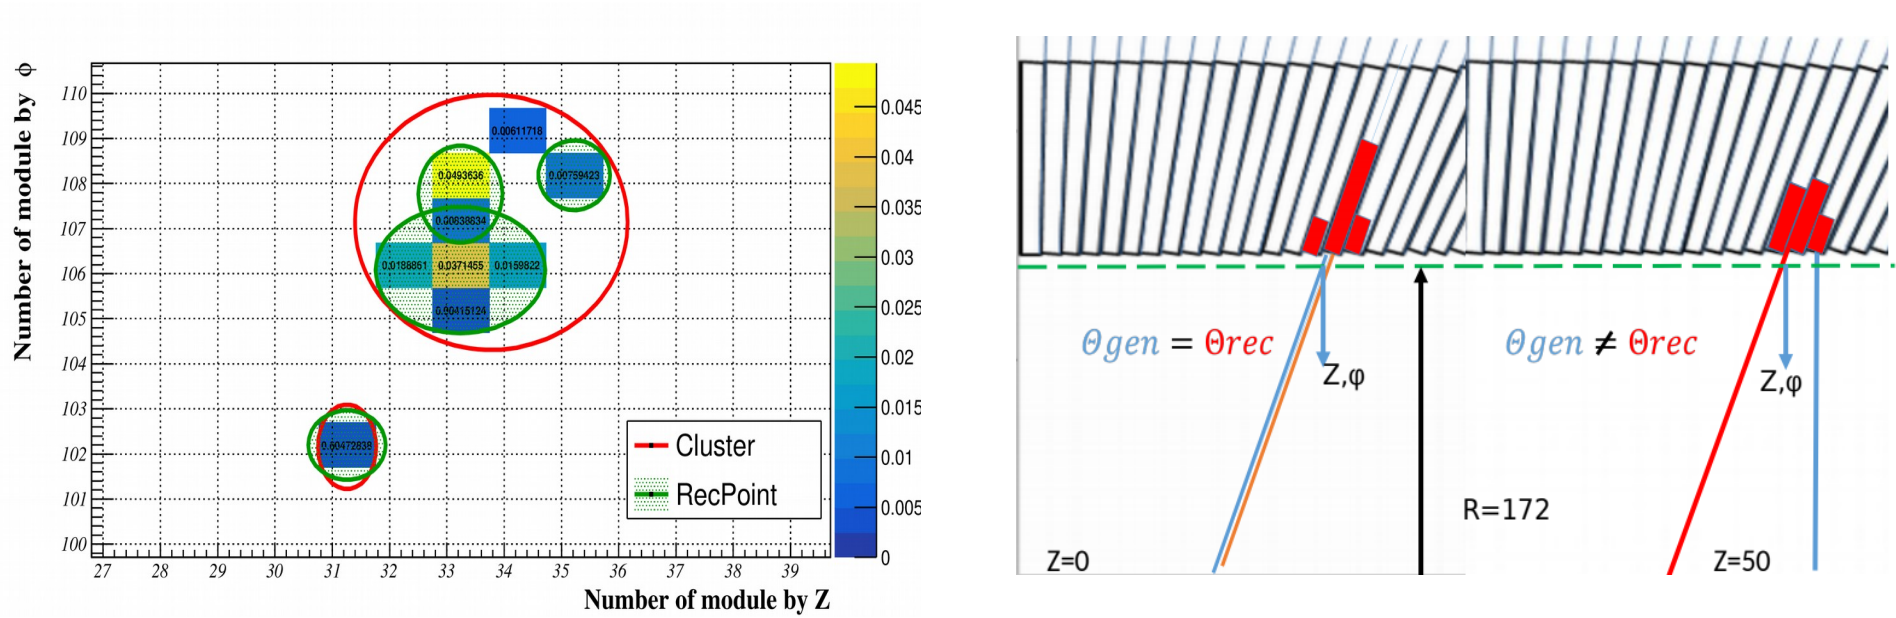 Number of module by ϕ
110
109
108
107
106
105
104
103
102
101
100
0.00611718
0.0493636
0.00759423
0.00838634
0.0188861 0.0371455 0.0159822
0.00415124
0.00472838
Cluster
RecPoint
27 28 29 30 31 32 33 34 35 36 37 38 39
Number of module by Z
0.045
0.04
0.035
0.03
0.025
0.02
0.015
0.01
0.005
0
Θgen = Θrec
Z,φ
Z=0
R=172
Θgen ≠ Θrec
Z,φ
Z=50